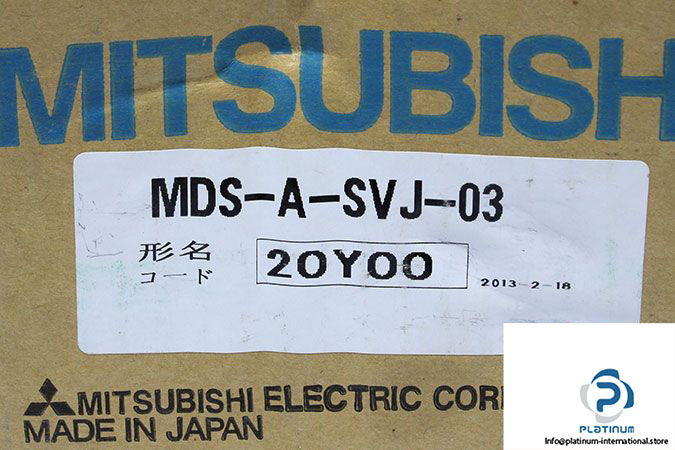 MITSUBISH
MDS-A-SVJ-03
形名
コード
20Y00
2013-2-18
MITSUBISHI ELECTRIC COR
MADE IN JAPAN
PLATINUM
Info@platinum-international.store